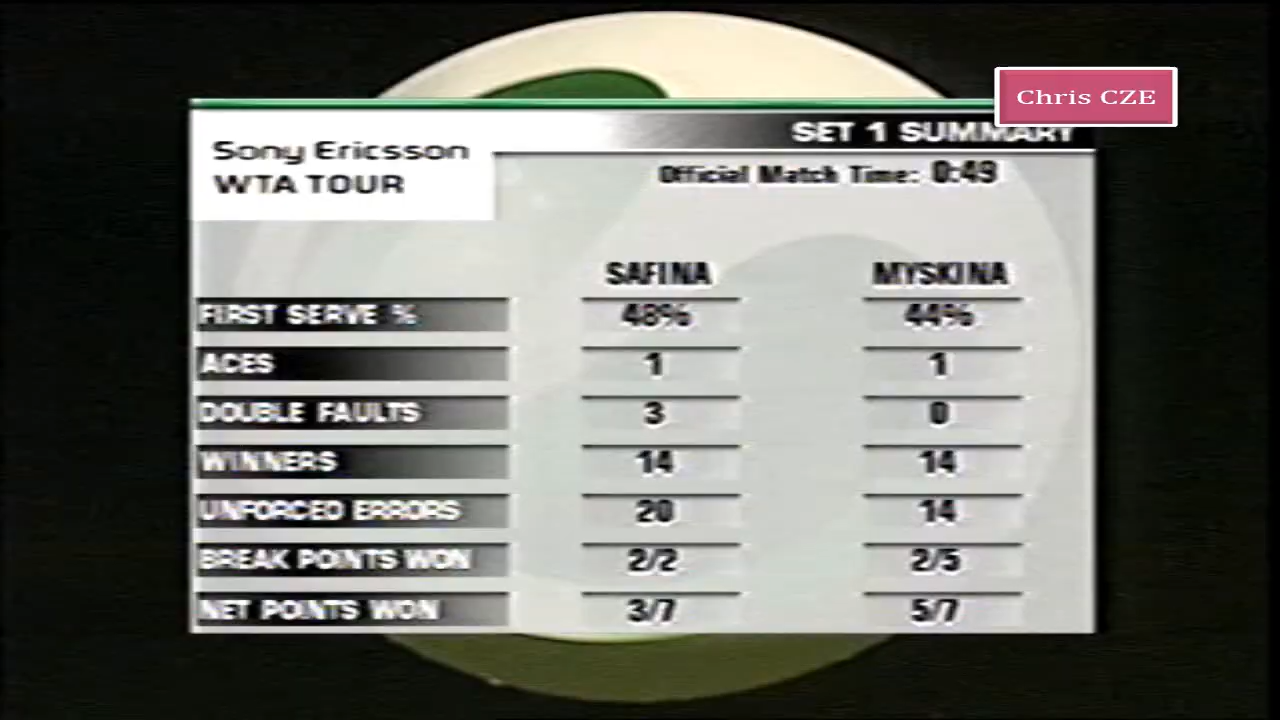 Chris CZE
SET 1 SUMMARY
Sony Ericsson
WTA TOUR
Official Match Time: 0:49
SAFINA MYSKINA
FIRST SERVE % 48% 44%
ACES 1 1
DOUBLE FAULTS 3 0
WINNERS 14 14
UNFORCED ERRORS 20 14
BREAK POINTS WON 2/2 2/5
NET POINTS WON 3/7 5/7